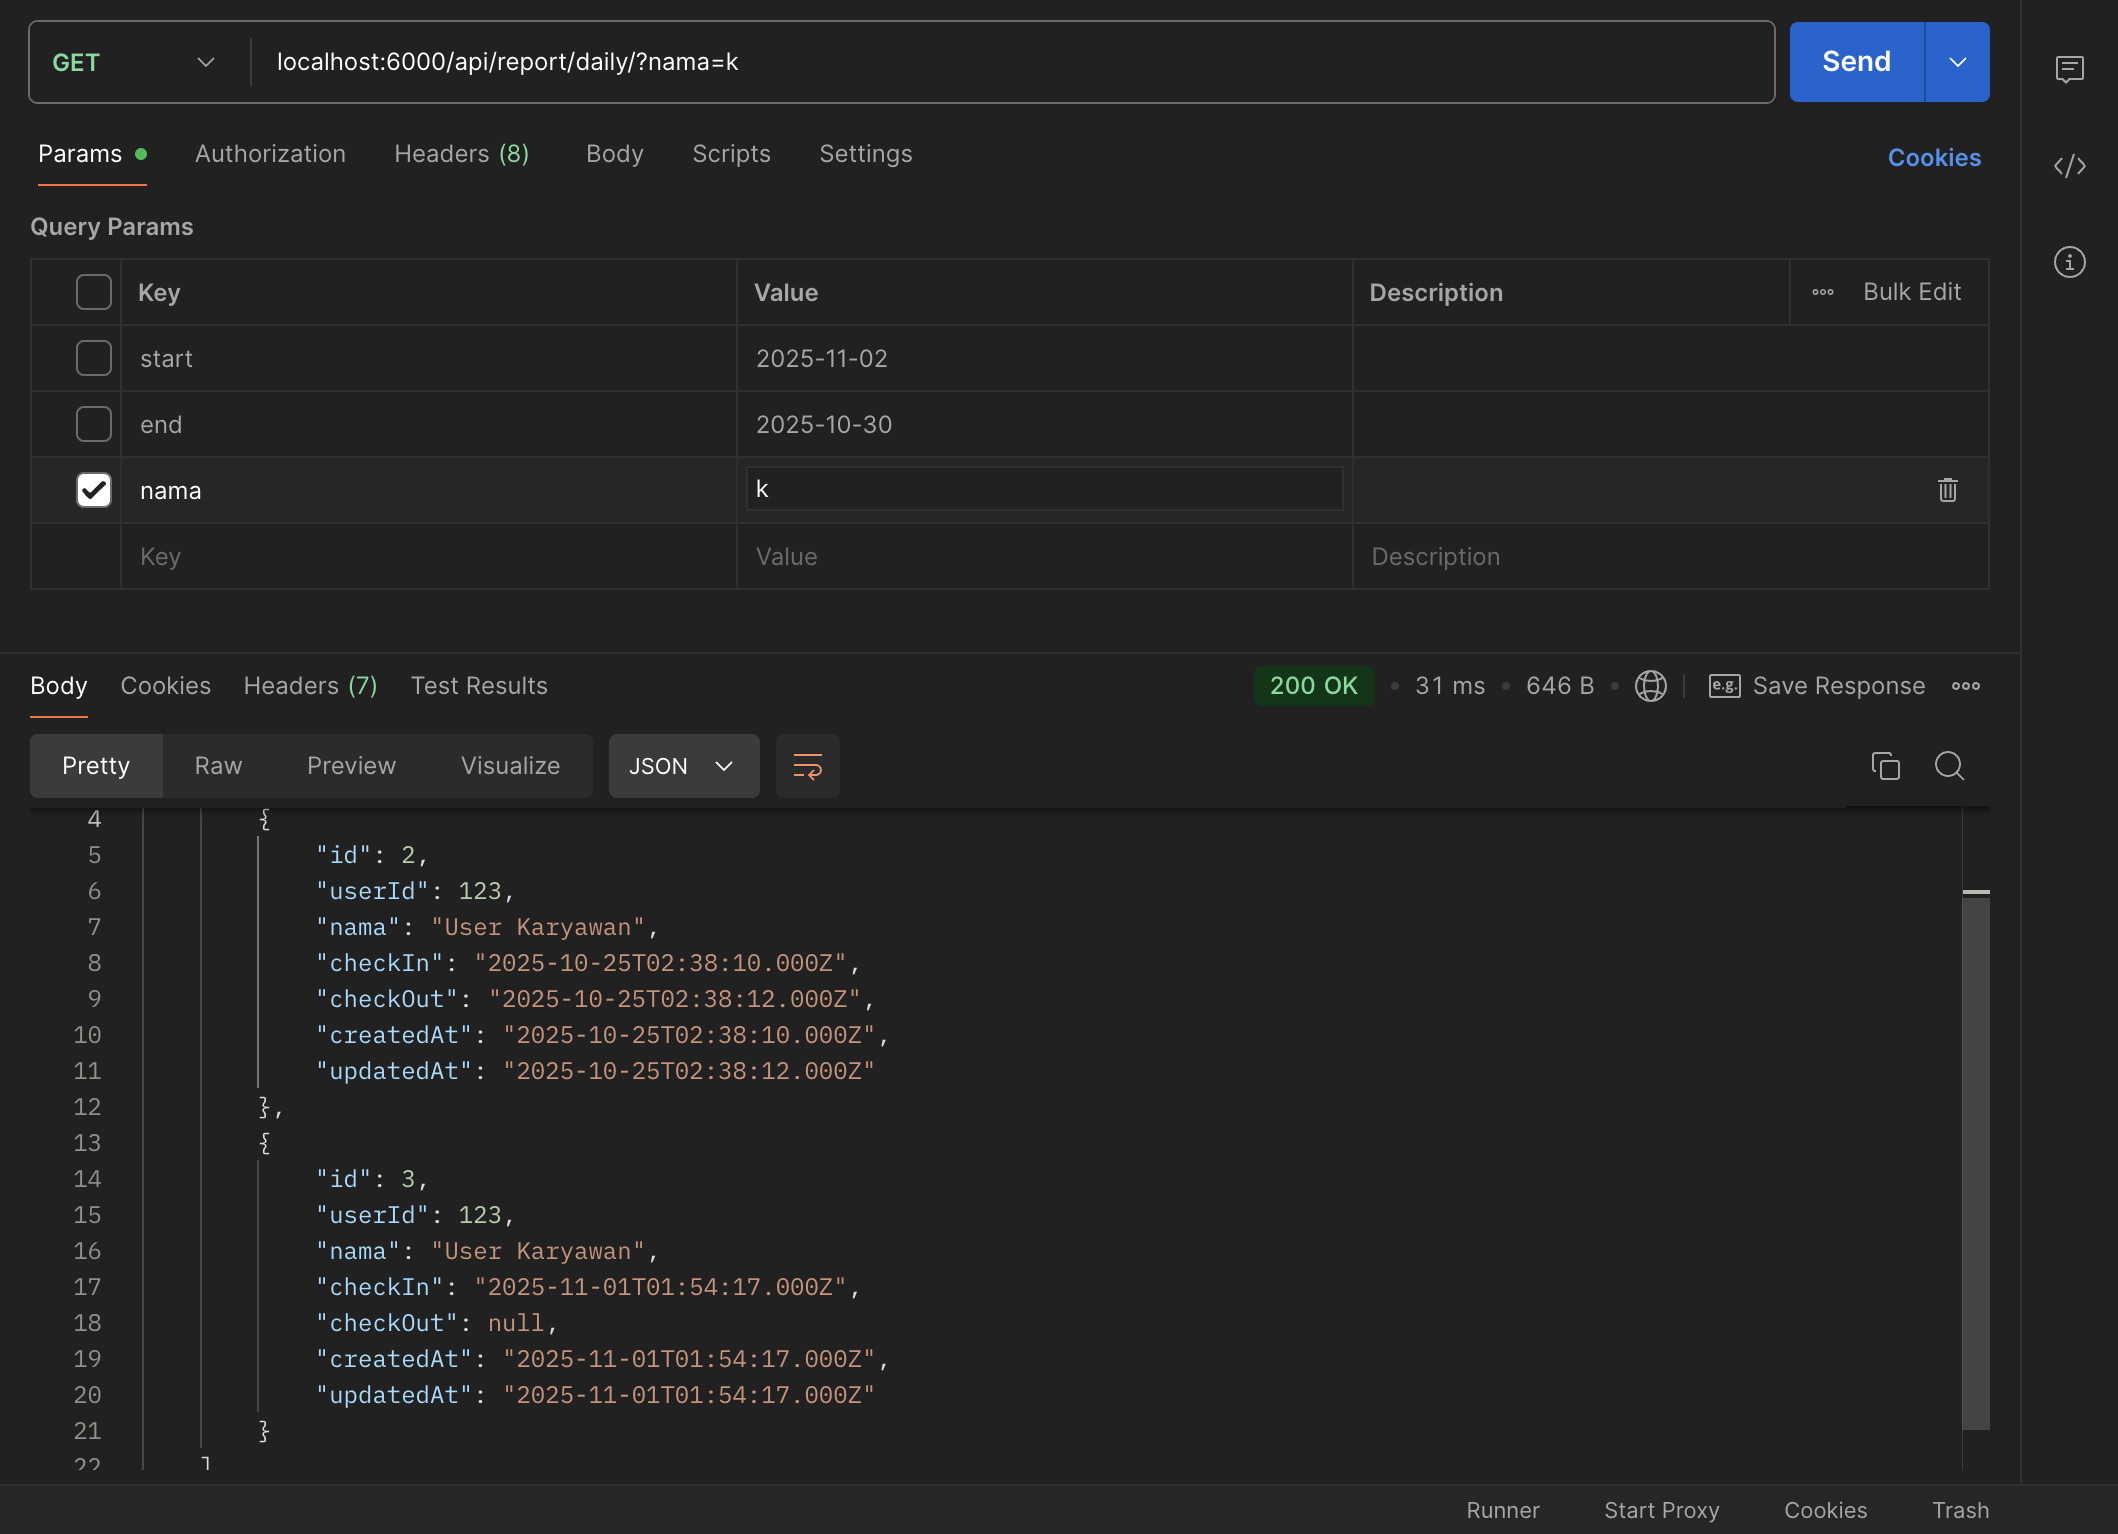 GET localhost:6000/api/report/daily/?nama=k Send
Params Authorization Headers (8) Body Scripts Settings Cookies
Query Params
Key Value Description Bulk Edit
start 2025-11-02
end 2025-10-30
nama k
Key Value Description
Body Cookies Headers (7) Test Results 200 OK 31 ms 646 B e.g. Save Response
Pretty Raw Preview Visualize JSON
4 {
5 "id": 2,
6 "userId": 123,
7 "nama": "User Karyawan",
8 "checkIn": "2025-10-25T02:38:10.000Z",
9 "checkOut": "2025-10-25T02:38:12.000Z",
10 "createdAt": "2025-10-25T02:38:10.000Z",
11 "updatedAt": "2025-10-25T02:38:12.000Z"
12 },
13 {
14 "id": 3,
15 "userId": 123,
16 "nama": "User Karyawan",
17 "checkIn": "2025-11-01T01:54:17.000Z",
18 "checkOut": null,
19 "createdAt": "2025-11-01T01:54:17.000Z",
20 "updatedAt": "2025-11-01T01:54:17.000Z"
21 }
22 ]
Runner Start Proxy Cookies Trash